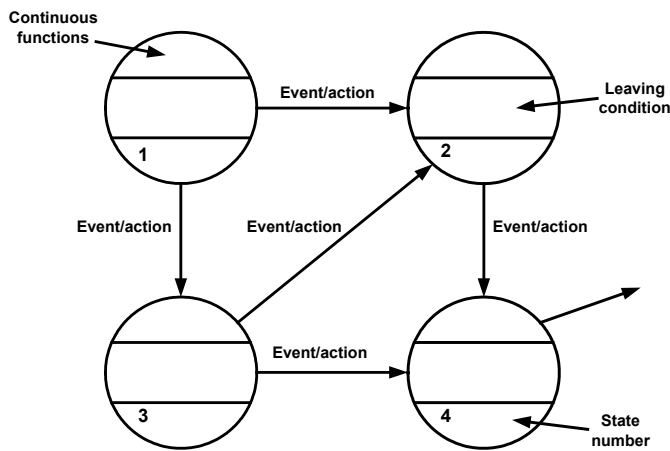 Continuous
functions
Event/action
Leaving
condition
1
2
Event/action
Event/action
Event/action
Event/action
3
4
State
number